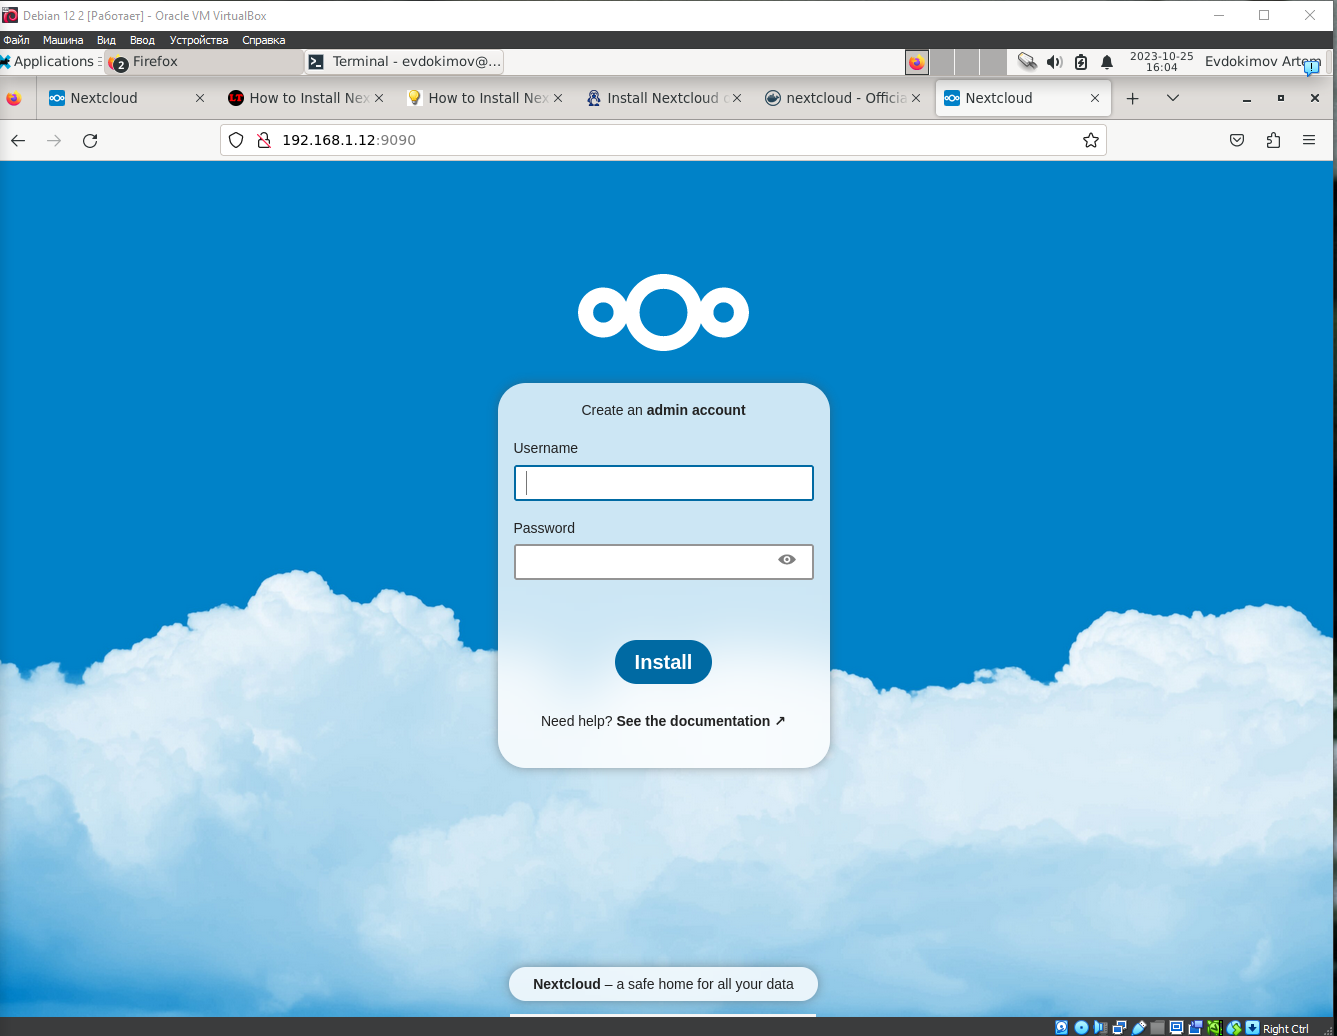 Debian 12 2 [Работает] - Oracle VM VirtualBox
Файл Машина Вид Ввод Устройства Справка
Applications 2 Firefox Terminal - evdokimov@... 2023-10-25 Evdokimov Artem
16:04
Nextcloud LT How to Install Nex How to Install Nex Install Nextcloud nextcloud - Officia Nextcloud
192.168.1.12:9090
Create an admin account
Username
Password
Install
Need help? See the documentation ↗
Nextcloud – a safe home for all your data
Right Ctrl